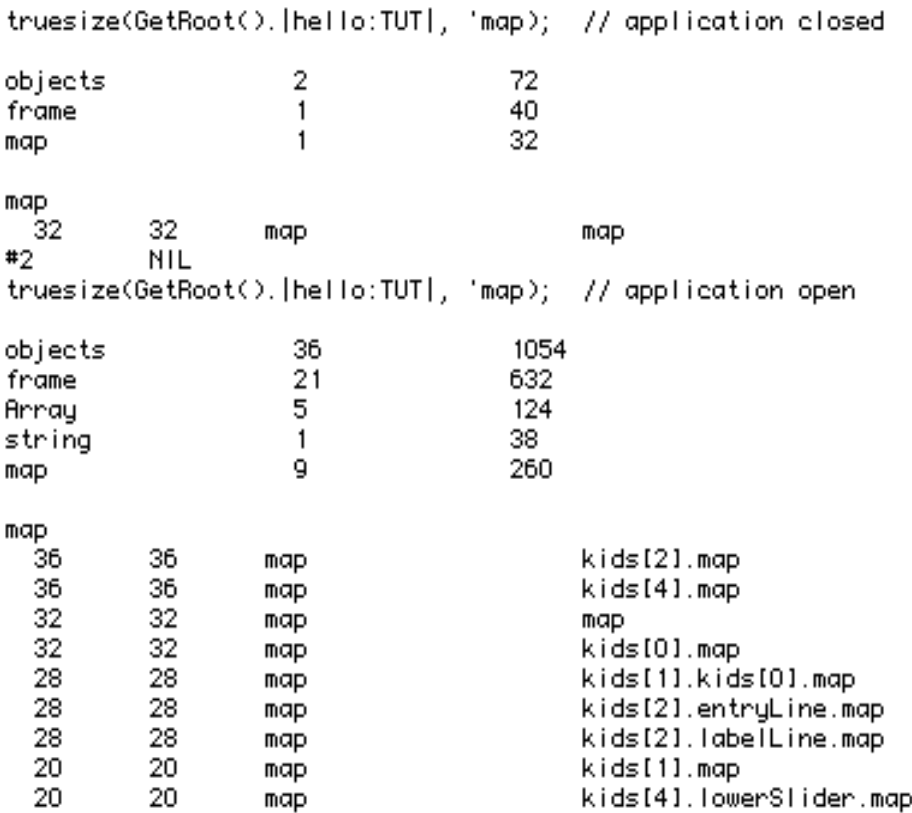 truesize(GetRoot().|hello:TUT|, 'map);  // application closed
objects 2 72
frame 1 40
map 1 32
map
32 32 map map
#2 NIL
truesize(GetRoot().|hello:TUT|, 'map);  // application open
objects 36 1054
frame 21 632
Array 5 124
string 1 38
map 9 260
map
36 36 map kids[2].map
36 36 map kids[4].map
32 32 map map
32 32 map kids[0].map
28 28 map kids[1].kids[0].map
28 28 map kids[2].entryLine.map
28 28 map kids[2].labelLine.map
20 20 map kids[1].map
20 20 map kids[4].lowerSlider.map